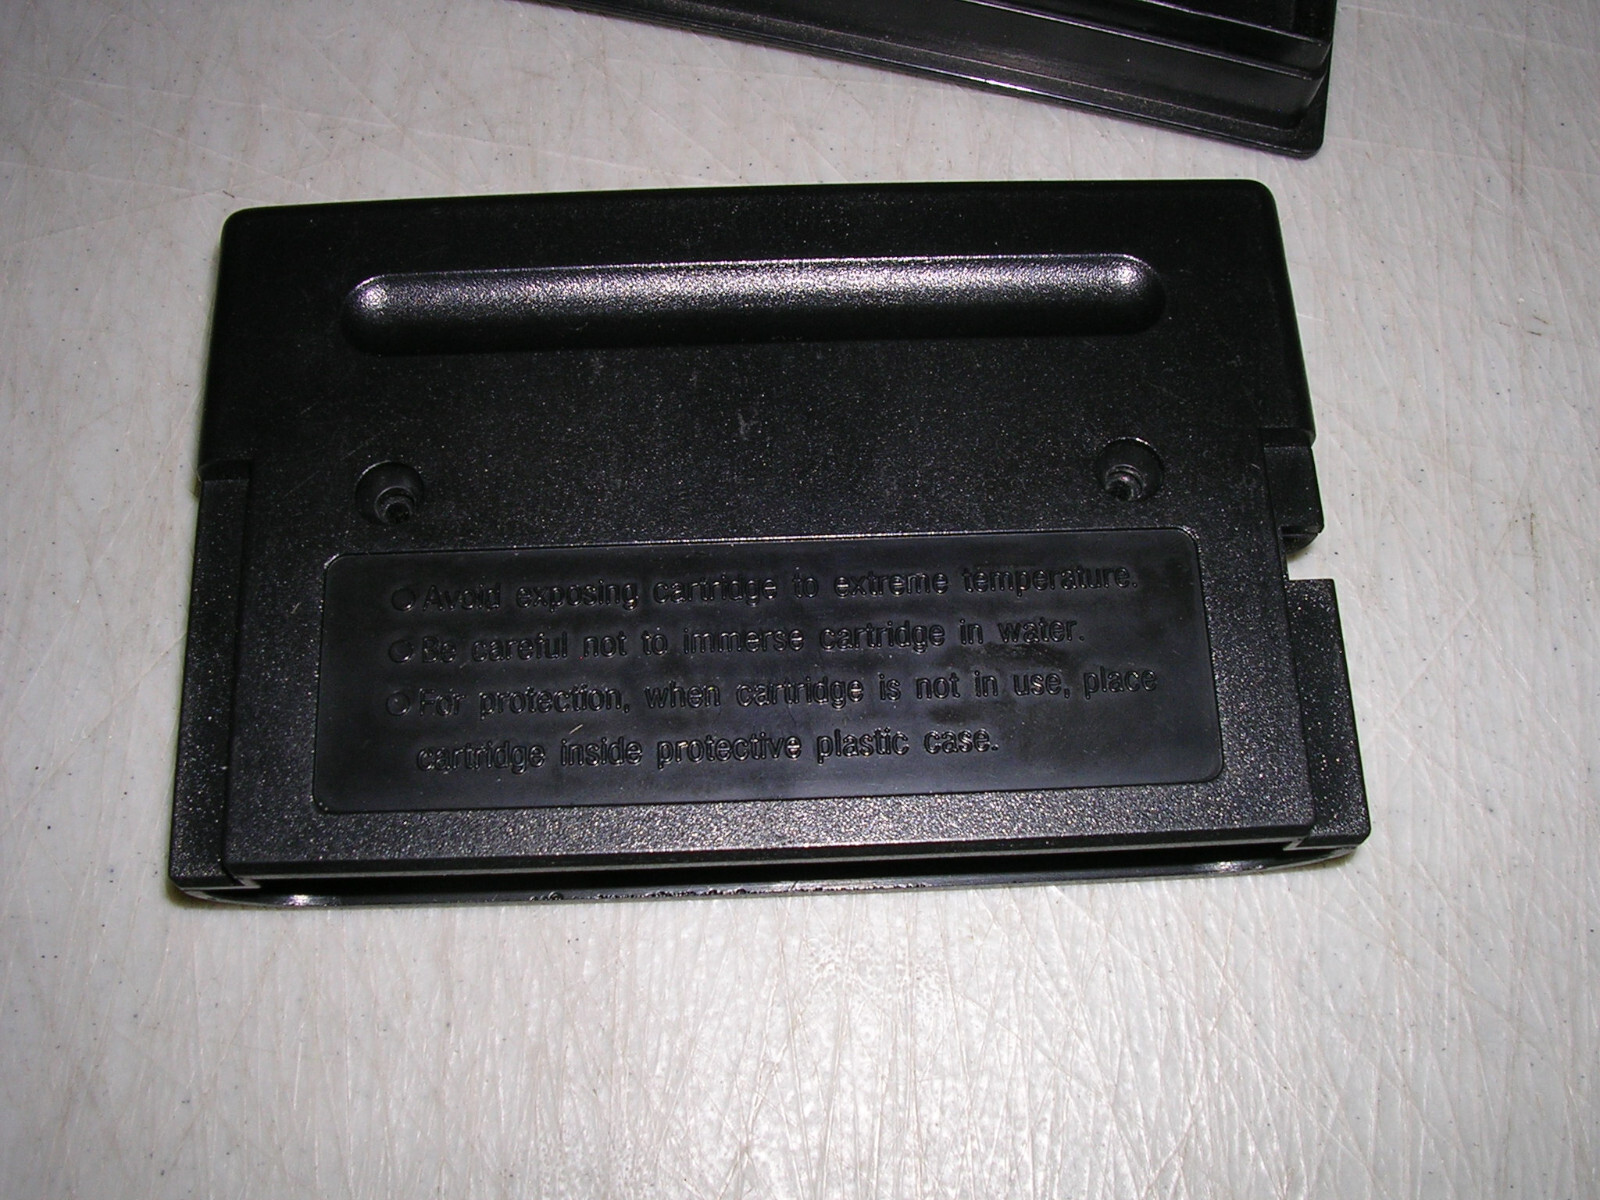 ○ Avoid exposing cartridge to extreme temperature.
○ Be careful not to immerse cartridge in water.
○ For protection, when cartridge is not in use, place
cartridge inside protective plastic case.